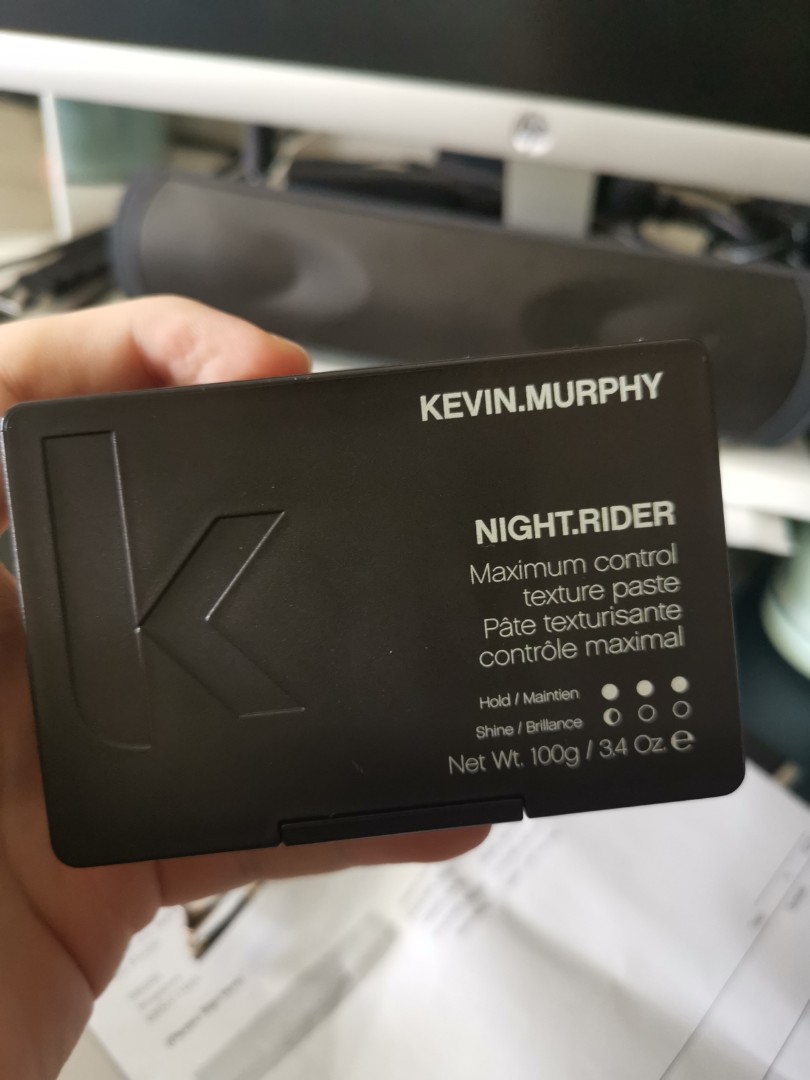 KEVIN.MURPHY
NIGHT.RIDER
Maximum control
texture paste
Pâte texturisante
contrôle maximal
Hold / Maintien
Shine / Brillance
Net Wt. 100g / 3.4 Oz. ℮